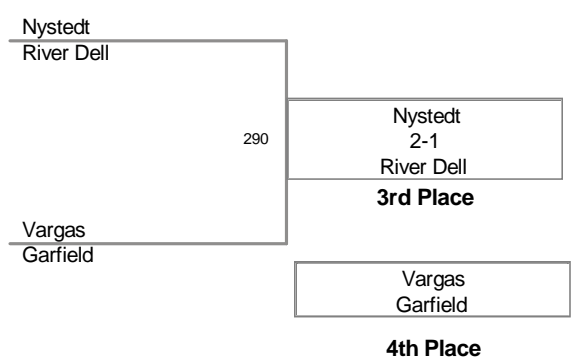 Nystedt
River Dell
290
Nystedt
2-1
River Dell
3rd Place
Vargas
Garfield
Vargas
Garfield
4th Place